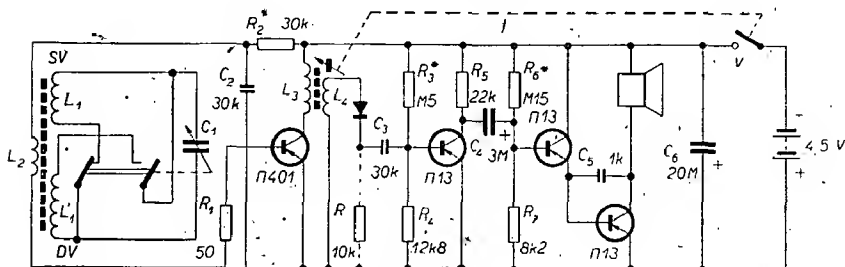 R2* 30k
SV
L1
C1
L2
L'1
DV
R1
50
C2
30k
П401
L3
L4
C3
30k
R
10k
R3*
M5
R4
12k8
П13
R5
22k
C4
3M
+
R6*
M15
R7
8k2
П13
C5
1k
П13
C6
20M
+
V
-
4,5 V
+